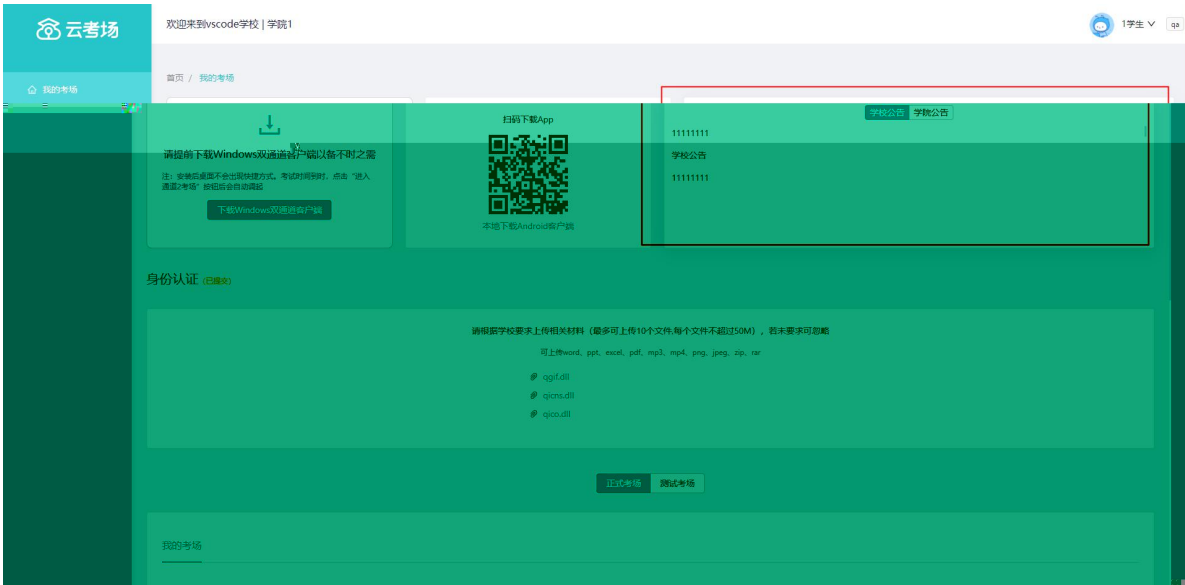 云考场
欢迎来到vscode学校 | 学院1
1学生
qa
首页 / 我的考场
我的考场
请提前下载Windows双通道客户端以备不时之需
注：安装后桌面不会出现快捷方式。考试时间到时，点击“进入
通道2考场”按钮后会自动调起
下载Windows双通道客户端
扫码下载App
本地下载Android客户端
学校公告 学院公告
11111111
学校公告
11111111
身份认证 (已提交)
请根据学校要求上传相关材料（最多可上传10个文件,每个文件不超过50M），若未要求可忽略
可上传word、ppt、excel、pdf、mp3、mp4、png、jpeg、zip、rar
qgif.dll
qicns.dll
qico.dll
正式考场 测试考场
我的考场